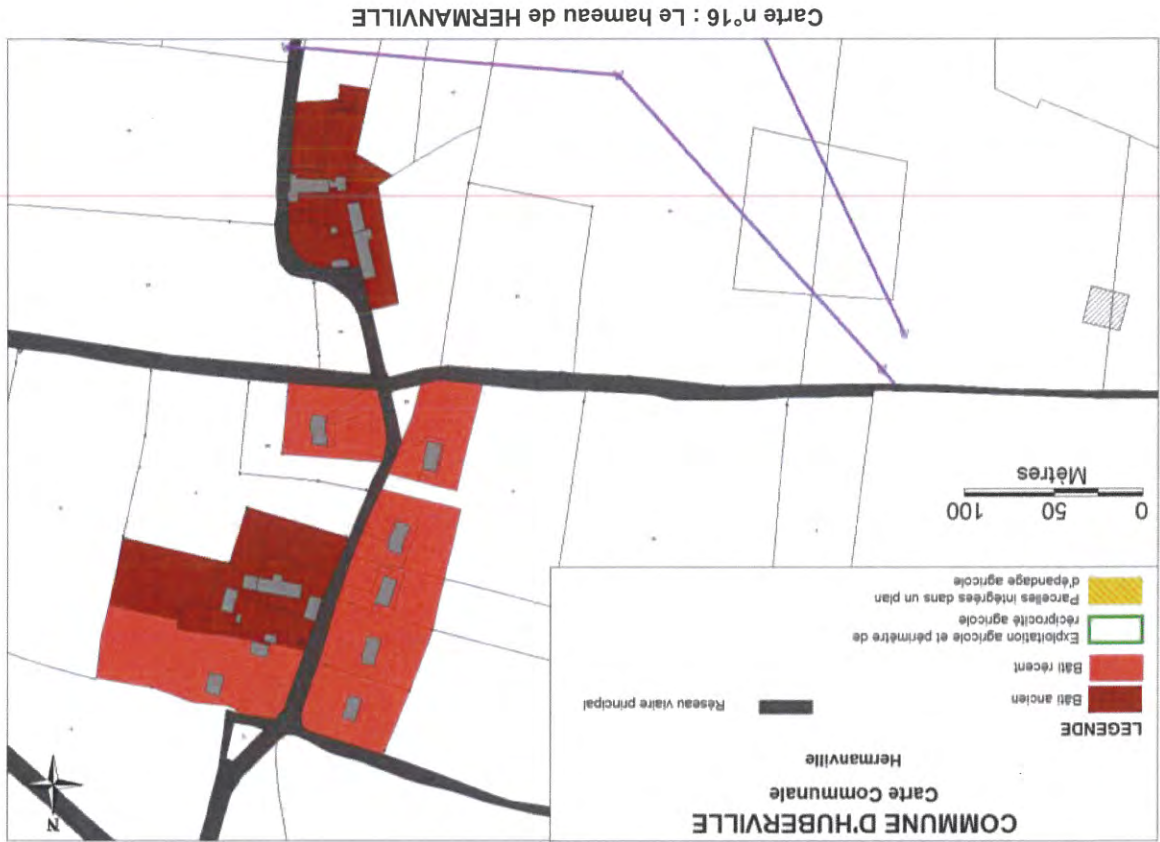 COMMUNE D'HUBERVILLE
Carte Communale
Hermanville
LEGENDE
Bâti ancien
Bâti récent
Exploitation agricole et périmètre de
réciprocité agricole
Parcelles intégrées dans un plan
d'épandage agricole
Réseau viaire principal
0 50 100
Mètres
N
Carte n°16 : Le hameau de HERMANVILLE